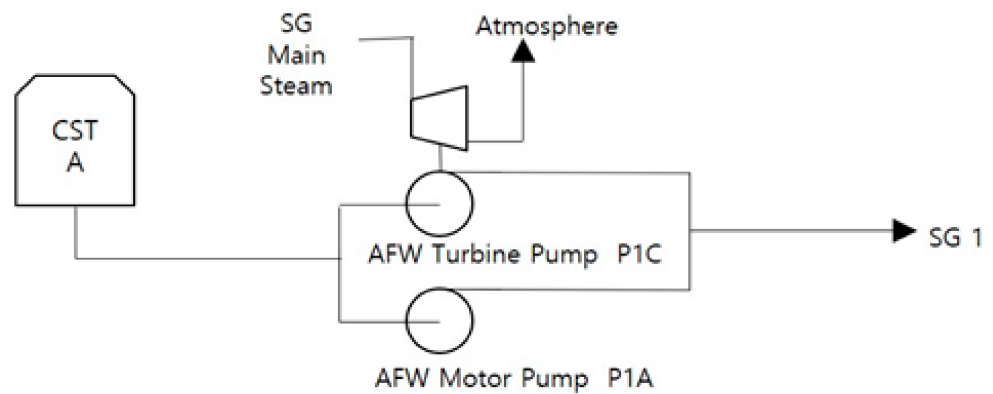 SG
Main
Steam
Atmosphere
CST
A
AFW Turbine Pump P1C
SG 1
AFW Motor Pump P1A